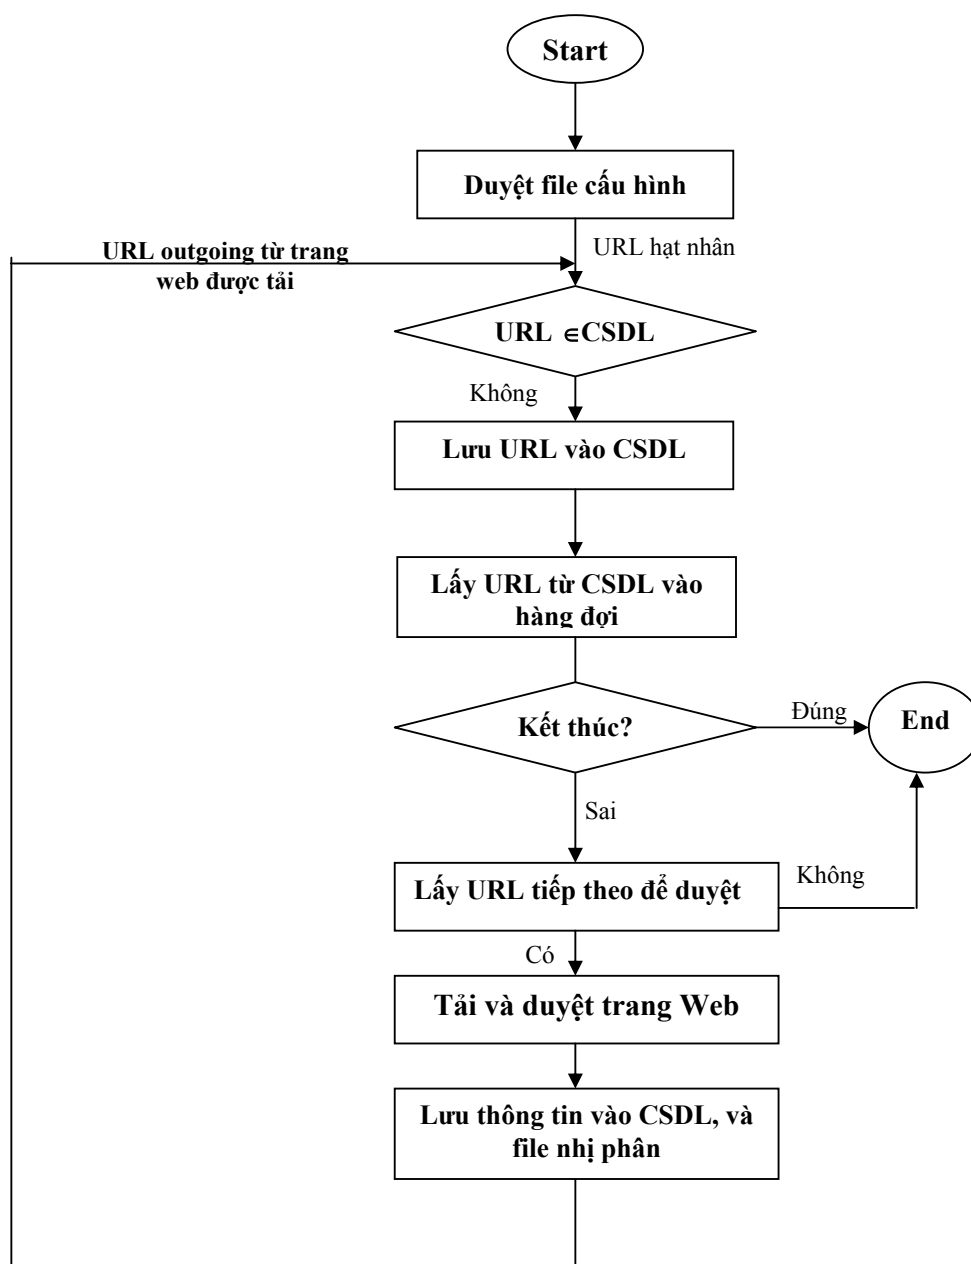 Start
Duyệt file cấu hình
URL hạt nhân
URL outgoing từ trang
web được tải
URL ∈CSDL
Không
Lưu URL vào CSDL
Lấy URL từ CSDL vào
hàng đợi
Kết thúc?
Đúng
End
Sai
Lấy URL tiếp theo để duyệt
Không
Có
Tải và duyệt trang Web
Lưu thông tin vào CSDL, và
file nhị phân